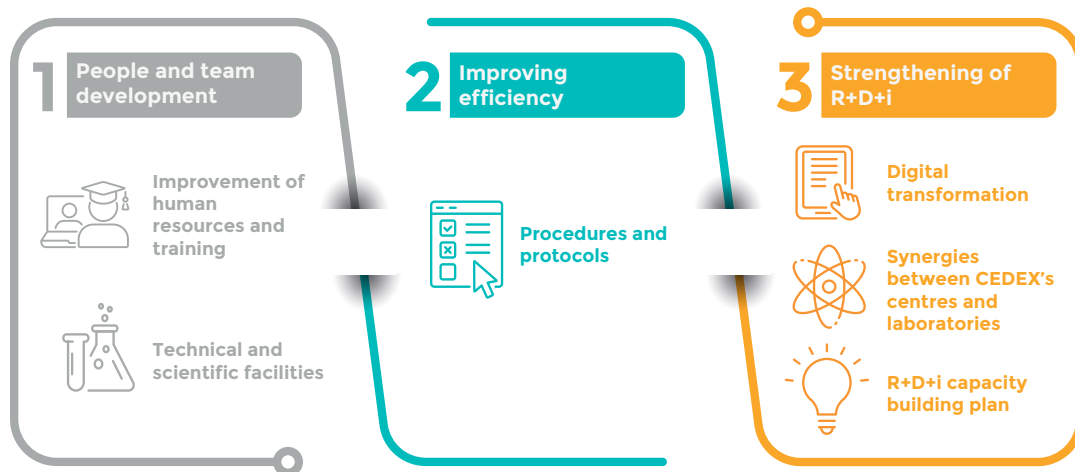 1
People and team
development
Improvement of
human
resources and
training
Technical and
scientific facilities
2
Improving
efficiency
Procedures and
protocols
3
Strengthening of
R+D+i
Digital
transformation
Synergies
between CEDEX's
centres and
laboratories
R+D+i capacity
building plan